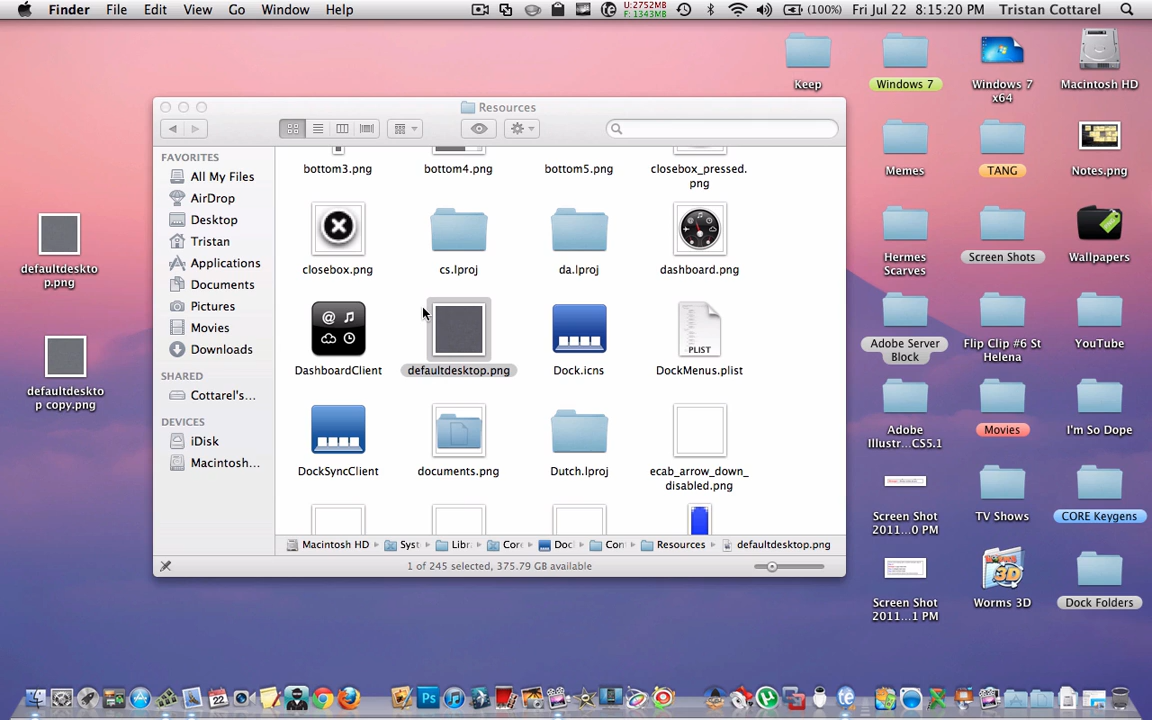 Finder File Edit View Go Window Help U:2752MB F: 1343MB (100%) Fri Jul 22 8:15:20 PM Tristan Cottarel
Keep
Windows 7
Windows 7 x64
Macintosh HD
Memes
TANG
Notes.png
Hermes Scarves
Screen Shots
Wallpapers
Adobe Server Block
Flip Clip #6 St Helena
YouTube
Adobe Illustr...CS5.1
Movies
I'm So Dope
Screen Shot 2011...0 PM
TV Shows
CORE Keygens
Screen Shot 2011...1 PM
Worms 3D
Dock Folders
defaultdeskto
p.png
defaultdeskto
p copy.png
Resources
FAVORITES
All My Files
AirDrop
Desktop
Tristan
Applications
Documents
Pictures
Movies
Downloads
SHARED
Cottarel's...
DEVICES
iDisk
Macintosh...
bottom3.png
bottom4.png
bottom5.png
closebox_pressed.
png
closebox.png
cs.lproj
da.lproj
dashboard.png
DashboardClient
defaultdesktop.png
Dock.icns
PLIST
DockMenus.plist
DockSyncClient
documents.png
Dutch.lproj
ecab_arrow_down_
disabled.png
Macintosh HD Syst Libr Cor Doc Con Resources defaultdesktop.png
1 of 245 selected, 375.79 GB available
22
Ps